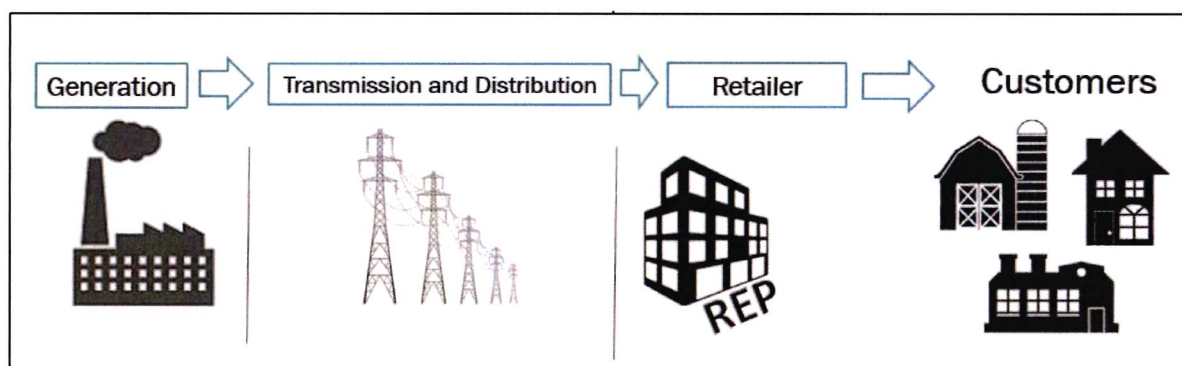 Generation
Transmission and Distribution
Retailer
Customers
REP